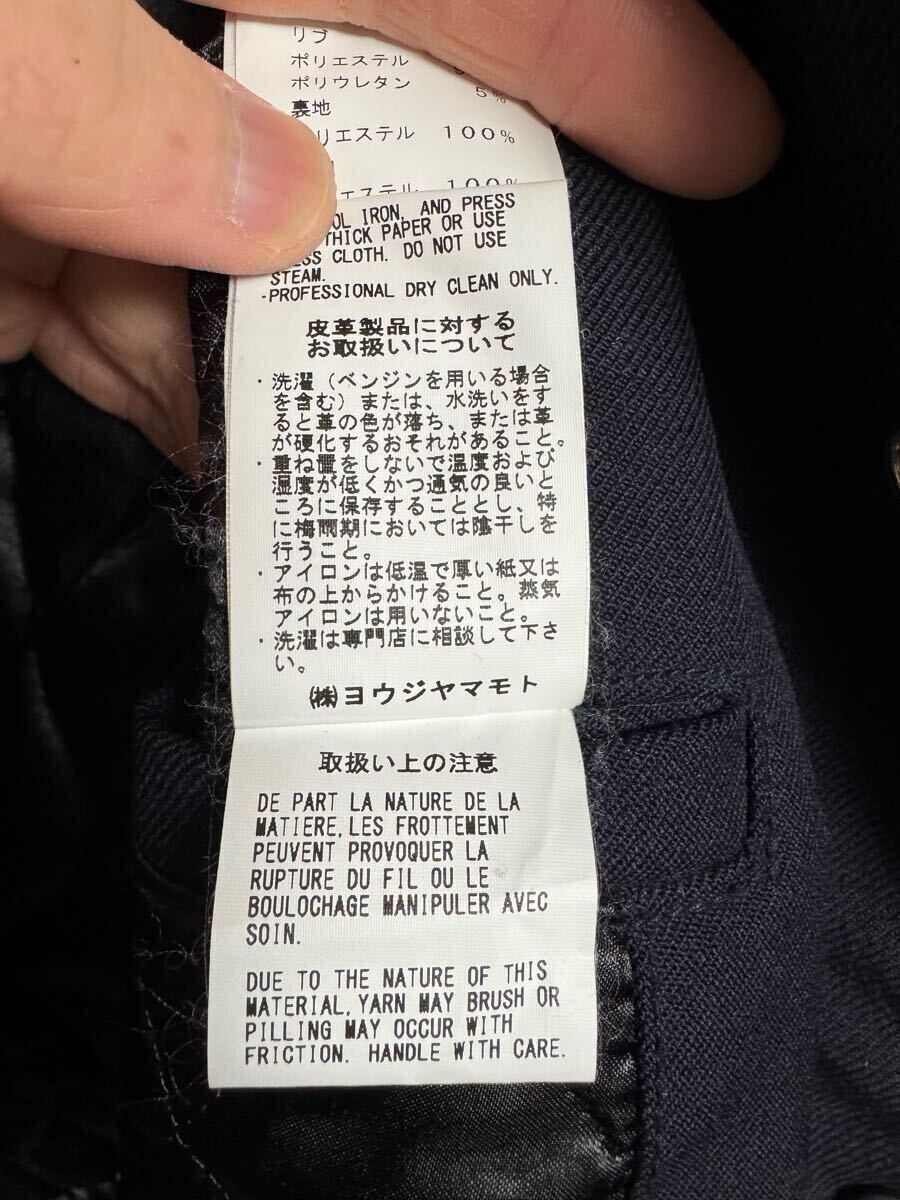 リブ
ポリエステル
ポリウレタン 5%
裏地
リエステル 100%
エステル 100%
OL IRON, AND PRESS
THICK PAPER OR USE
SS CLOTH. DO NOT USE
STEAM.
・PROFESSIONAL DRY CLEAN ONLY.
皮革製品に対する
お取扱いについて
・洗濯(ベンジンを用いる場合
を含む)または、水洗いをす
ると革の色が落ち、または革
が硬化するおそれがあること。
・重ね置をしないで温度および
湿度が低くかつ通気の良いと
ころに保存することとし、特
に梅雨期においては陰干しを
行うこと。
・アイロンは低温で厚い紙又は
布の上からかけること。蒸気
アイロンは用いないこと。
・洗濯は専門店に相談して下さ
い。
㈱ヨウジヤマモト
取扱い上の注意
DE PART LA NATURE DE LA
MATIERE,LES FROTTEMENT
PEUVENT PROVOQUER LA
RUPTURE DU FIL OU LE
BOULOCHAGE MANIPULER AVEC
SOIN.
DUE TO THE NATURE OF THIS
MATERIAL,YARN MAY BRUSH OR
PILLING MAY OCCUR WITH
FRICTION. HANDLE WITH CARE.